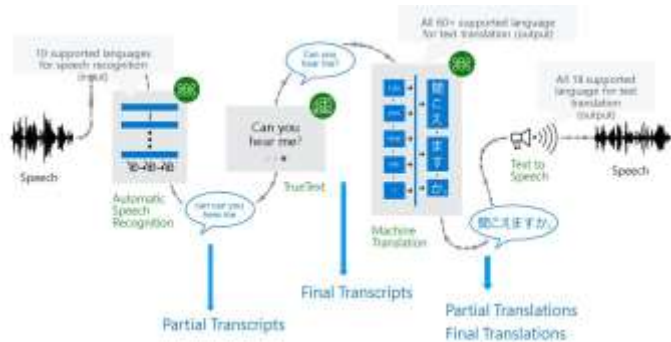 10 supported languages
for speech recognition
(input)
Speech
Automatic
Speech
Recognition
can can you
hear me
Can you
hear me?
TrueText
Can you
hear me?
All 60+ supported language
for text translation (output)
聞こえ
ます
か。
Machine
Translation
聞こえますか。
Text to
Speech
All 18 supported
language for text
translation
(output)
Speech
Partial Transcripts
Final Transcripts
Partial Translations
Final Translations